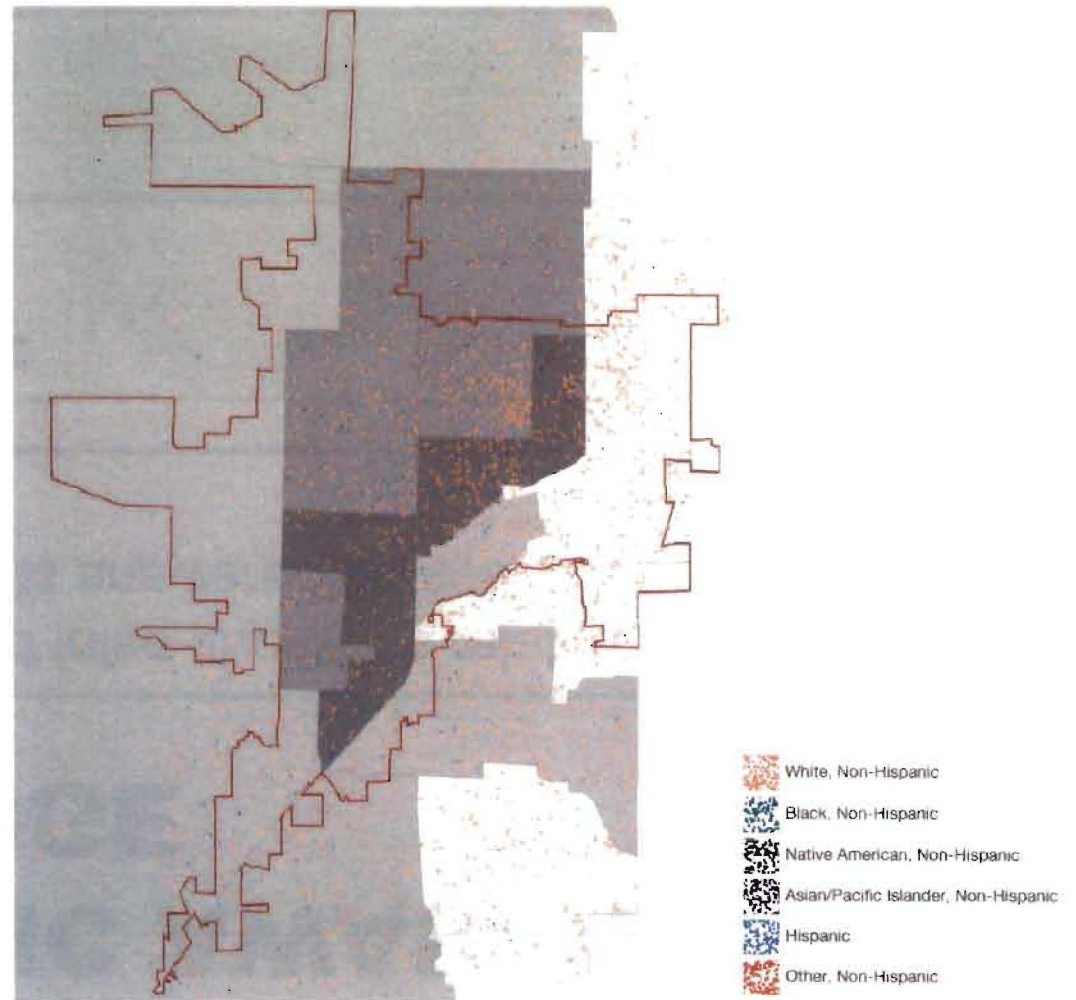 White, Non-Hispanic
Black, Non-Hispanic
Native American, Non-Hispanic
Asian/Pacific Islander, Non-Hispanic
Hispanic
Other, Non-Hispanic